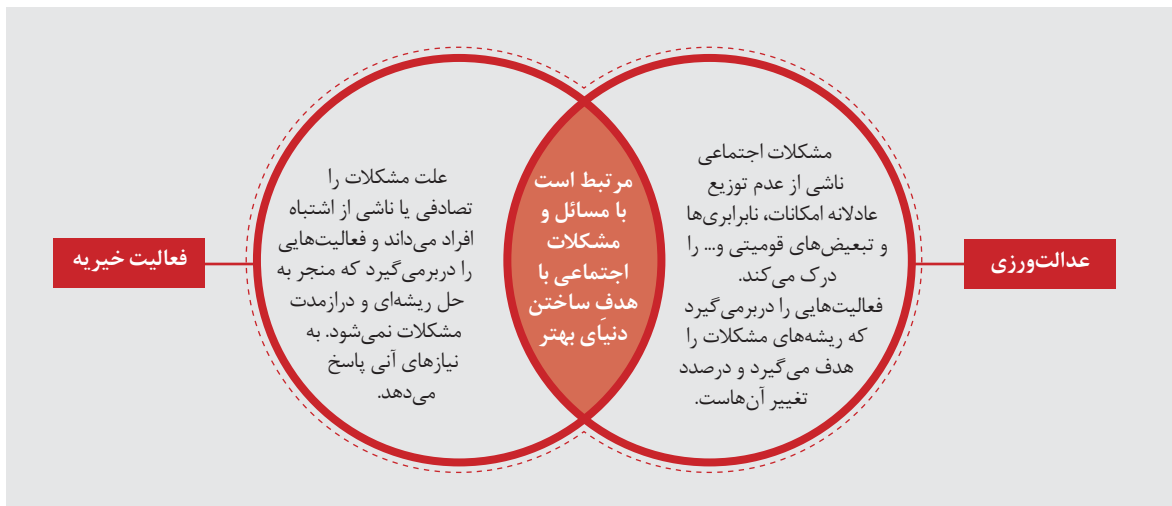 عدالت‌ورزی
مشکلات اجتماعی
ناشی از عدم توزیع
عادلانه امکانات، نابرابری‌ها
و تبعیض‌های قومیتی و... را
درک می‌کند.
فعالیت‌هایی را دربرمی‌گیرد
که ریشه‌های مشکلات را
هدف می‌گیرد و درصدد
تغییر آن‌هاست.
مرتبط است
با مسائل و
مشکلات
اجتماعی با
هدف ساختن
دنیای بهتر
علت مشکلات را
تصادفی یا ناشی از اشتباه
افراد می‌داند و فعالیت‌هایی
را دربرمی‌گیرد که منجر به
حل ریشه‌ای و درازمدت
مشکلات نمی‌شود. به
نیازهای آنی پاسخ
می‌دهد.
فعالیت خیریه